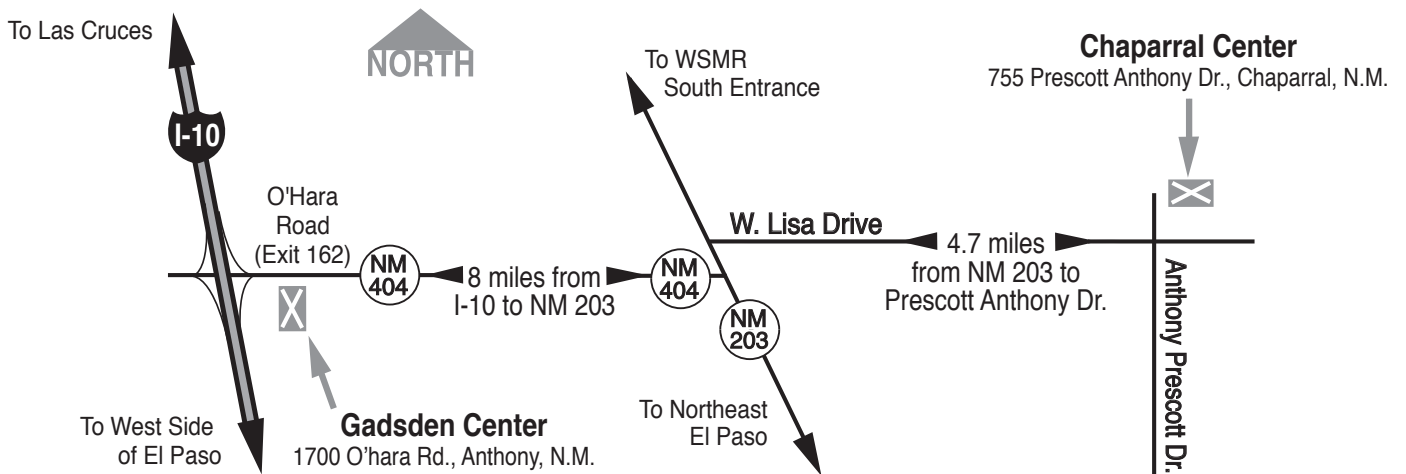 To Las Cruces
NORTH
To WSMR
South Entrance
Chaparral Center
755 Prescott Anthony Dr., Chaparral, N.M.
I-10
O'Hara
Road
(Exit 162)
NM
404
8 miles from
I-10 to NM 203
NM
404
NM
203
W. Lisa Drive
4.7 miles
from NM 203 to
Prescott Anthony Dr.
Anthony Prescott Dr.
To West Side
of El Paso
Gadsden Center
1700 O'hara Rd., Anthony, N.M.
To Northeast
El Paso